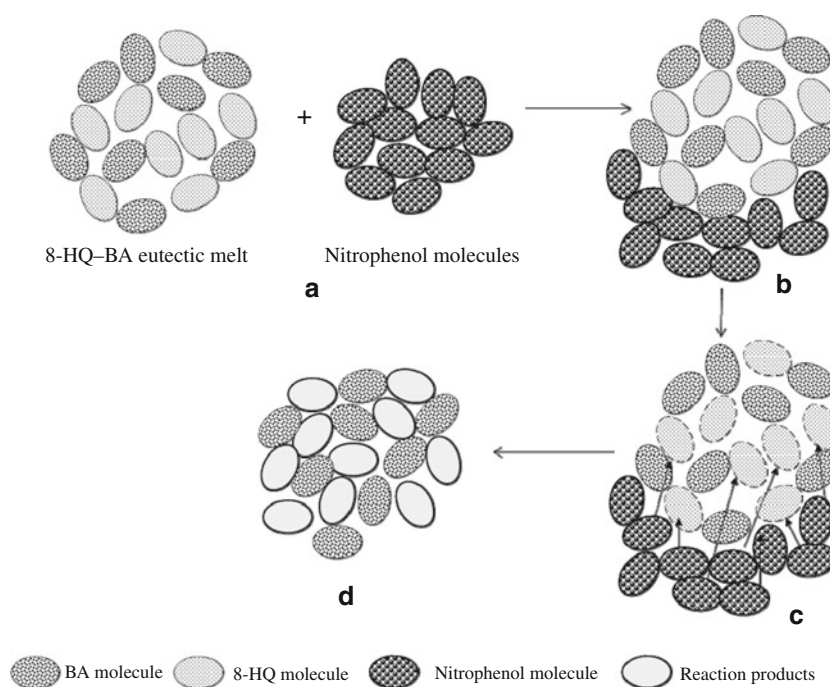 +
8-HQ–BA eutectic melt
Nitrophenol molecules
a
b
d
c
BA molecule
8-HQ molecule
Nitrophenol molecule
Reaction products